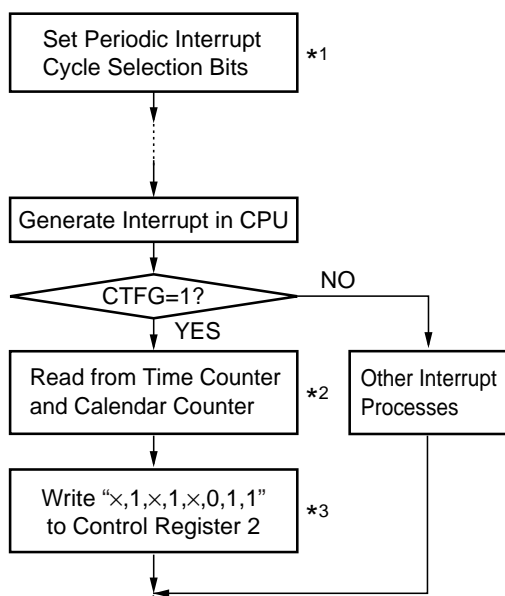 Set Periodic Interrupt
Cycle Selection Bits
*1
Generate Interrupt in CPU
CTFG=1?
NO
YES
Read from Time Counter
and Calendar Counter
*2
Other Interrupt
Processes
Write “×,1,×,1,×,0,1,1”
to Control Register 2
*3